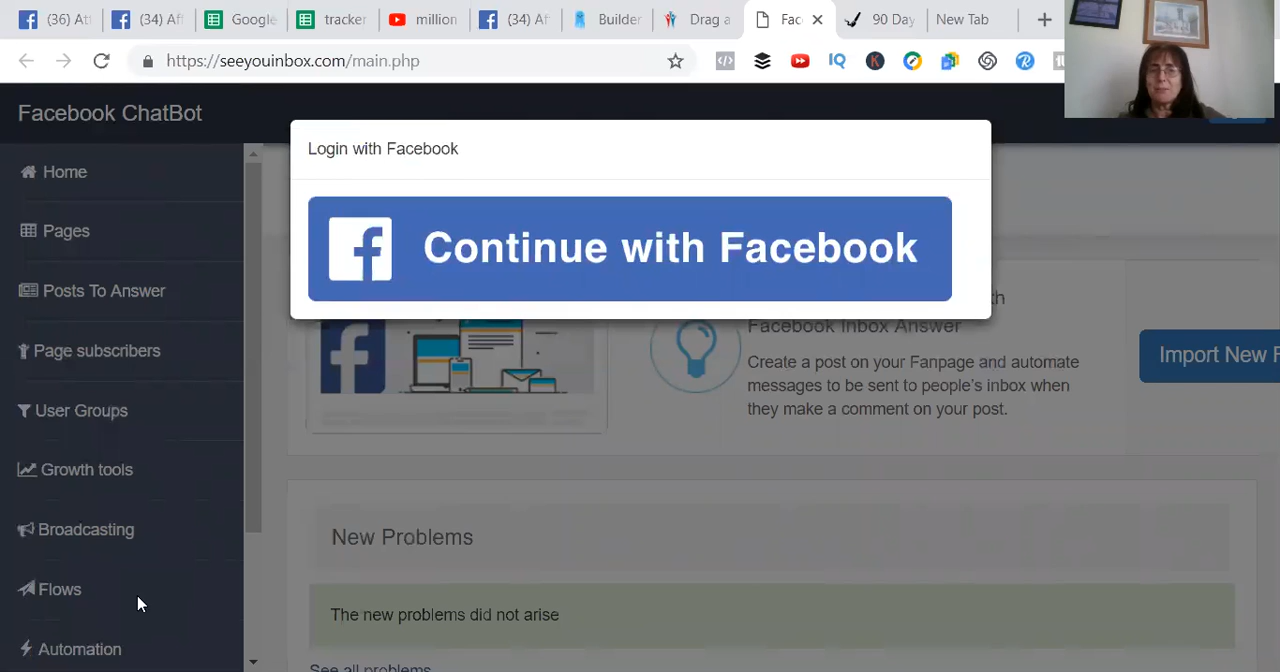 (36) Aff
(34) Aff
Google
tracker
million
(34) Af
Builder
Drag a
Fac
90 Day
New Tab
https://seeyouinbox.com/main.php
IQ
K
R
Facebook ChatBot
Login with Facebook
Continue with Facebook
Home
Pages
Posts To Answer
Page subscribers
User Groups
Growth tools
Broadcasting
Flows
Automation
Facebook Inbox Answer
Create a post on your Fanpage and automate
messages to be sent to people's inbox when
they make a comment on your post.
Import New F
New Problems
The new problems did not arise
See all problems